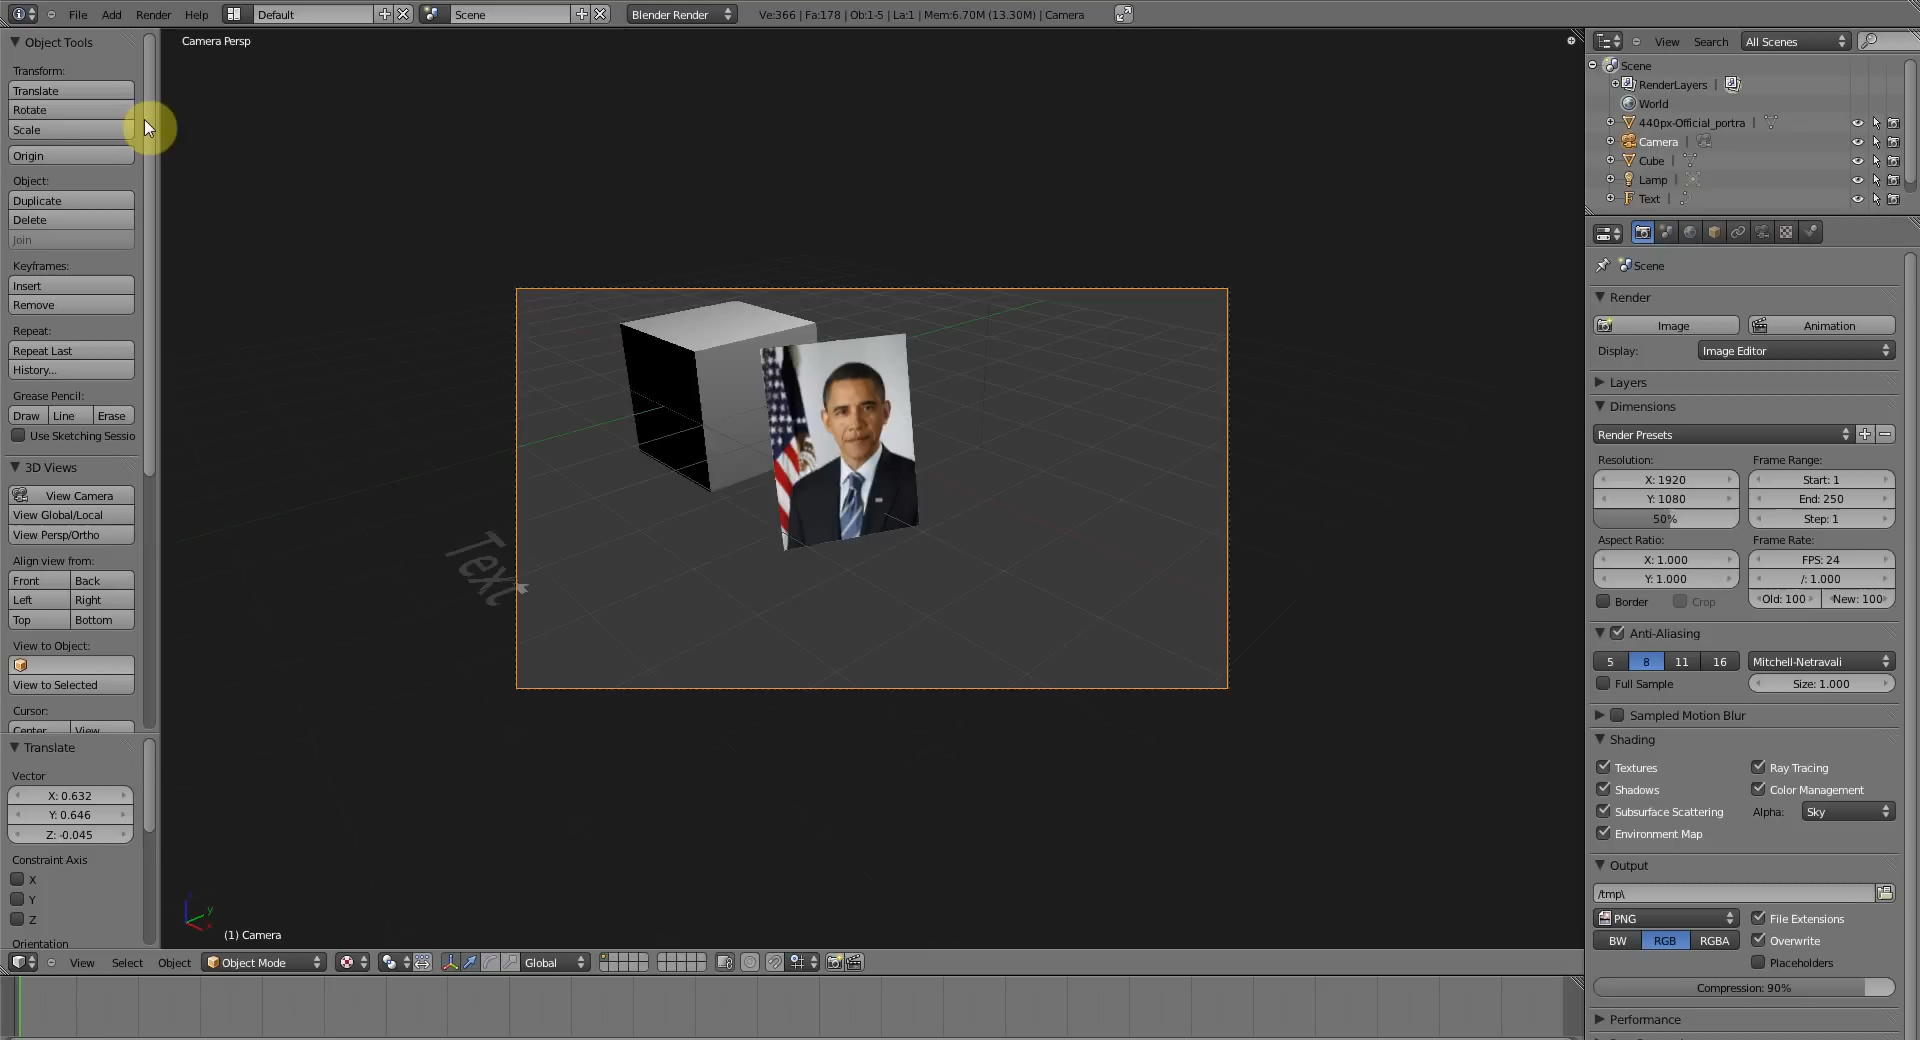 File Add Render Help Default Scene Blender Render Ve:366 | Fa:178 | Ob:1-5 | La:1 | Mem:6.70M (13.30M) | Camera
Object Tools
Transform:
Translate
Rotate
Scale
Origin
Object:
Duplicate
Delete
Join
Keyframes:
Insert
Remove
Repeat:
Repeat Last
History...
Grease Pencil:
Draw Line Erase
Use Sketching Sessio
3D Views
View Camera
View Global/Local
View Persp/Ortho
Align view from:
Front Back
Left Right
Top Bottom
View to Object:
View to Selected
Cursor:
Center View
Translate
Vector
X: 0.632
Y: 0.646
Z: -0.045
Constraint Axis
X
Y
Z
Orientation
Camera Persp
Text
z
y
x
(1) Camera
View Select Object Object Mode Global
View Search All Scenes
Scene
RenderLayers |
World
440px-Official_portra |
Camera |
Cube |
Lamp |
Text |
Scene
Render
Image Animation
Display: Image Editor
Layers
Dimensions
Render Presets
Resolution: Frame Range:
X: 1920 Start: 1
Y: 1080 End: 250
50% Step: 1
Aspect Ratio: Frame Rate:
X: 1.000 FPS: 24
Y: 1.000 /: 1.000
Border Crop Old: 100 New: 100
Anti-Aliasing
5 8 11 16 Mitchell-Netravali
Full Sample Size: 1.000
Sampled Motion Blur
Shading
Textures Ray Tracing
Shadows Color Management
Subsurface Scattering Alpha: Sky
Environment Map
Output
/tmp\
PNG File Extensions
BW RGB RGBA Overwrite
Placeholders
Compression: 90%
Performance